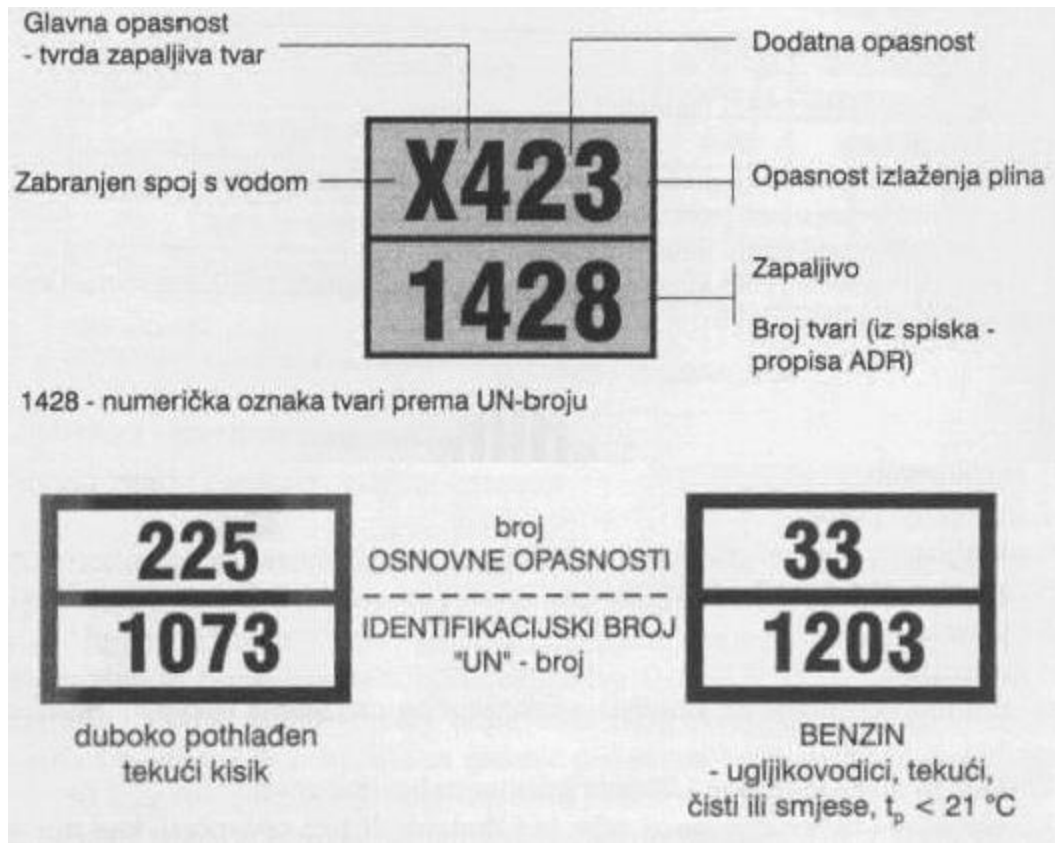 Glavna opasnost
- tvrda zapaljiva tvar
Dodatna opasnost
X423
Zabranjen spoj s vodom
Opasnost izlaženja plina
1428
Zapaljivo
Broj tvari (iz spiska -
propisa ADR)
1428 - numerička oznaka tvari prema UN-broju
225
1073
duboko pothlađen
tekući kisik
broj
OSNOVNE OPASNOSTI
IDENTIFIKACIJSKI BROJ
"UN" - broj
33
1203
BENZIN
- ugljikovodici, tekući,
čisti ili smjese, tp < 21 °C